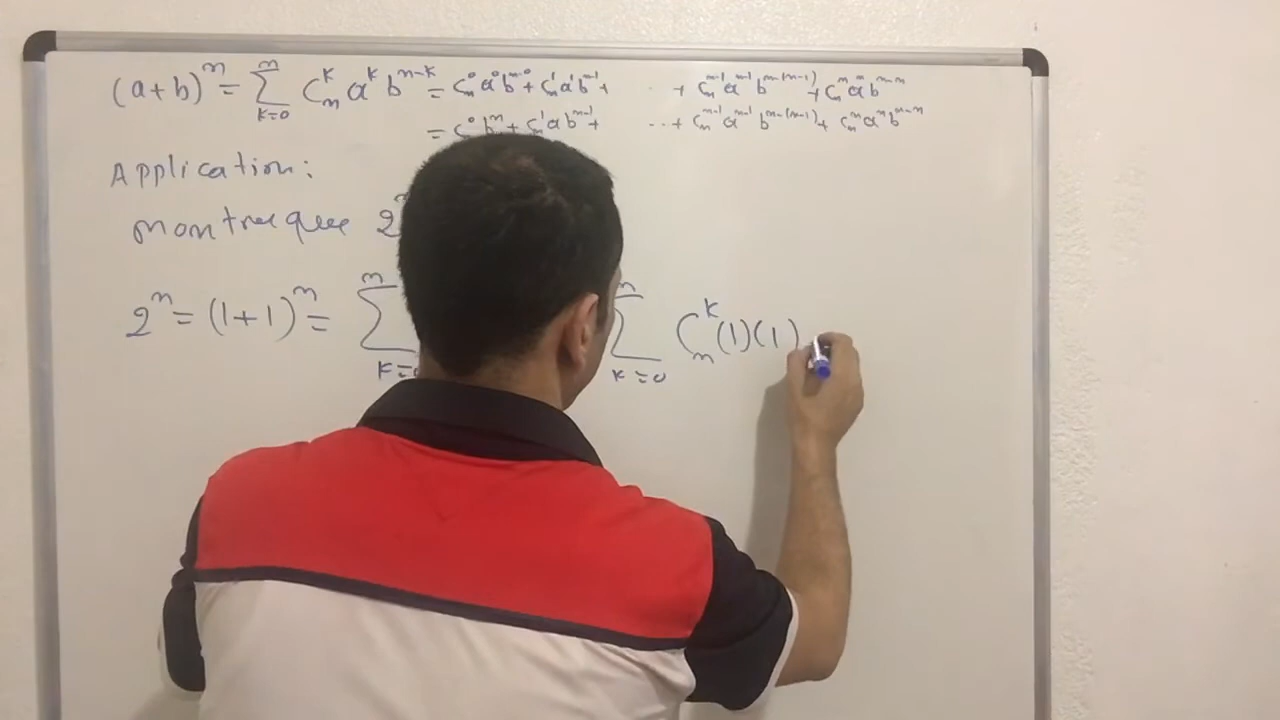 (a+b)^n = ∑_{k=0}^{n} C_n^k a^k b^{n-k} = C_n^0 a^0 b^{n-0} + C_n^1 a^1 b^{n-1} + ·· + C_n^{n-1} a^{n-1} b^{n-(n-1)} + C_n^n a^n b^{n-n}
= C_n^0 b^n + C_n^1 a b^{n-1} + ··+ C_n^{n-1} a^{n-1} b^{n-(n-1)} + C_n^n a^n b^{n-n}
Application:
montrer que 2^n
2^n = (1+1)^n = ∑_{k=0}^{n} ∑_{k=0}^{n} C_n^k (1)(1)